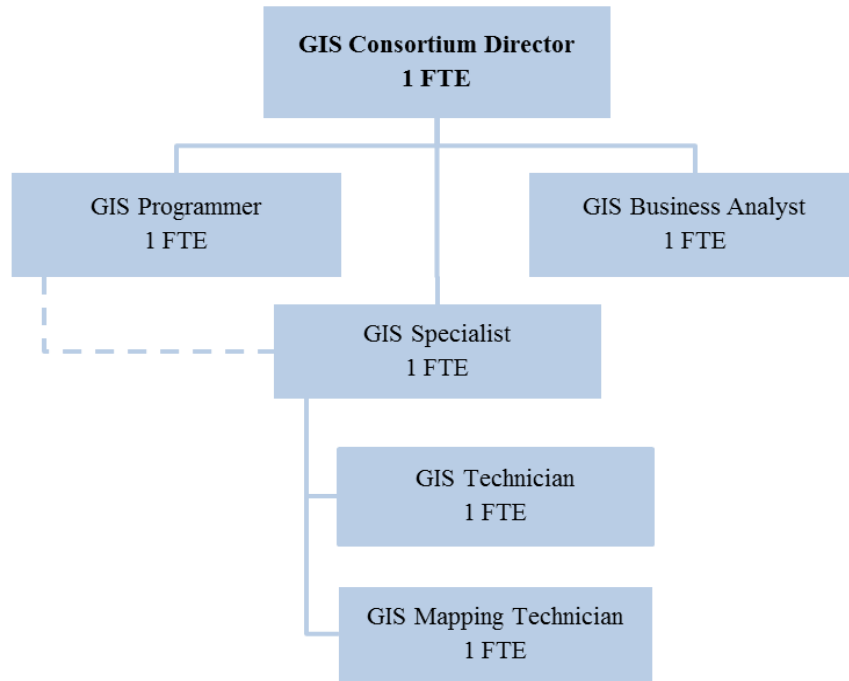 GIS Consortium Director
1 FTE
GIS Programmer
1 FTE
GIS Business Analyst
1 FTE
GIS Specialist
1 FTE
GIS Technician
1 FTE
GIS Mapping Technician
1 FTE